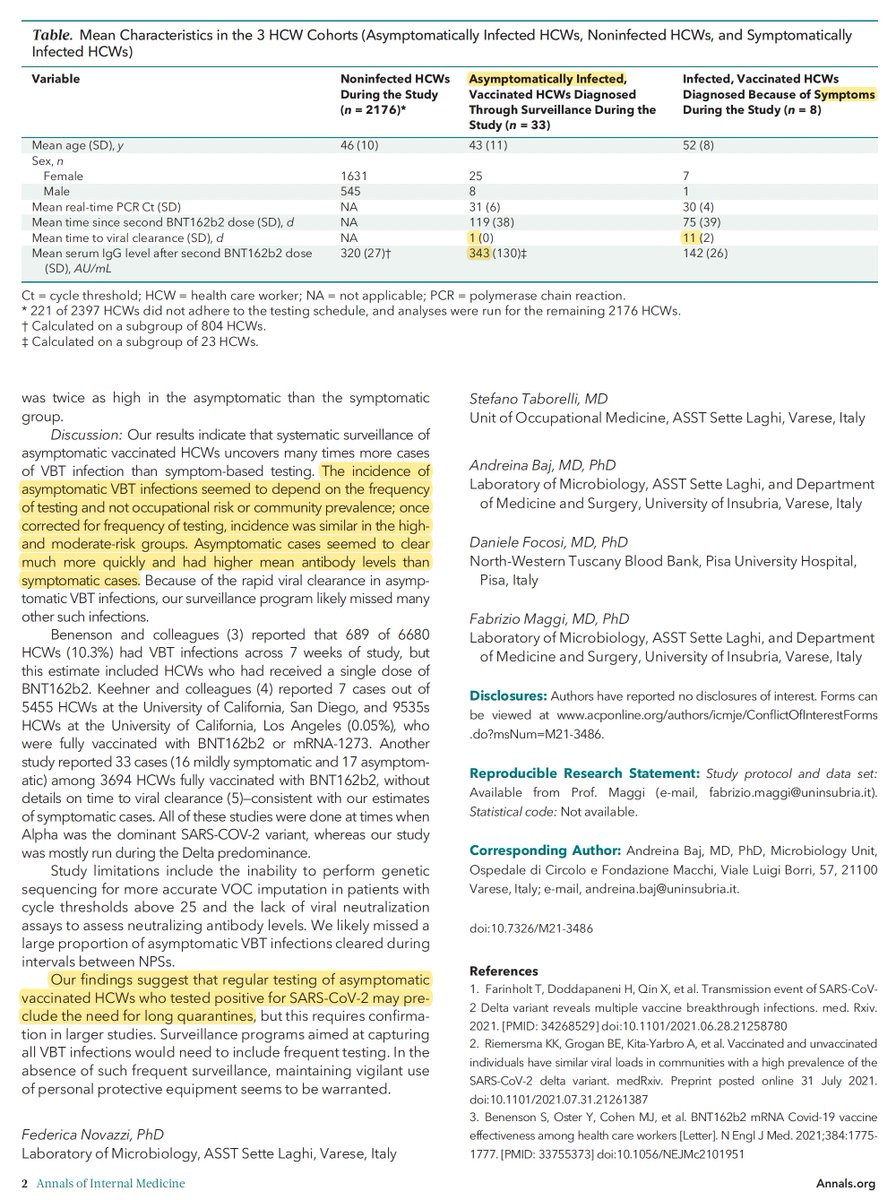 Table. Mean Characteristics in the 3 HCW Cohorts (Asymptomatically Infected HCWs, Noninfected HCWs, and Symptomatically
Infected HCWs)
Variable
Noninfected HCWs
During the Study
(n = 2176)*
Asymptomatically Infected,
Vaccinated HCWs Diagnosed
Through Surveillance During the
Study (n = 33)
Infected, Vaccinated HCWs
Diagnosed Because of Symptoms
During the Study (n = 8)
Mean age (SD), y 46 (10) 43 (11) 52 (8)
Sex, n
Female 1631 25 7
Male 545 8 1
Mean real-time PCR Ct (SD) NA 31 (6) 30 (4)
Mean time since second BNT162b2 dose (SD), d NA 119 (38) 75 (39)
Mean time to viral clearance (SD), d NA 1 (0) 11 (2)
Mean serum IgG level after second BNT162b2 dose 320 (27)† 343 (130)‡ 142 (26)
(SD), AU/mL
Ct = cycle threshold; HCW = health care worker; NA = not applicable; PCR = polymerase chain reaction.
* 221 of 2397 HCWs did not adhere to the testing schedule, and analyses were run for the remaining 2176 HCWs.
† Calculated on a subgroup of 804 HCWs.
‡ Calculated on a subgroup of 23 HCWs.
was twice as high in the asymptomatic than the symptomatic
group.
Discussion: Our results indicate that systematic surveillance of
asymptomatic vaccinated HCWs uncovers many times more cases
of VBT infection than symptom-based testing. The incidence of
asymptomatic VBT infections seemed to depend on the frequency
of testing and not occupational risk or community prevalence; once
corrected for frequency of testing, incidence was similar in the high-
and moderate-risk groups. Asymptomatic cases seemed to clear
much more quickly and had higher mean antibody levels than
symptomatic cases. Because of the rapid viral clearance in asymp-
tomatic VBT infections, our surveillance program likely missed many
other such infections.
Benenson and colleagues (3) reported that 689 of 6680
HCWs (10.3%) had VBT infections across 7 weeks of study, but
this estimate included HCWs who had received a single dose of
BNT162b2. Keehner and colleagues (4) reported 7 cases out of
5455 HCWs at the University of California, San Diego, and 9535s
HCWs at the University of California, Los Angeles (0.05%), who
were fully vaccinated with BNT162b2 or mRNA-1273. Another
study reported 33 cases (16 mildly symptomatic and 17 asymptom-
atic) among 3694 HCWs fully vaccinated with BNT162b2, without
details on time to viral clearance (5)—consistent with our estimates
of symptomatic cases. All of these studies were done at times when
Alpha was the dominant SARS-COV-2 variant, whereas our study
was mostly run during the Delta predominance.
Study limitations include the inability to perform genetic
sequencing for more accurate VOC imputation in patients with
cycle thresholds above 25 and the lack of viral neutralization
assays to assess neutralizing antibody levels. We likely missed a
large proportion of asymptomatic VBT infections cleared during
intervals between NPSs.
Our findings suggest that regular testing of asymptomatic
vaccinated HCWs who tested positive for SARS-CoV-2 may pre-
clude the need for long quarantines, but this requires confirma-
tion in larger studies. Surveillance programs aimed at capturing
all VBT infections would need to include frequent testing. In the
absence of such frequent surveillance, maintaining vigilant use
of personal protective equipment seems to be warranted.
Federica Novazzi, PhD
Laboratory of Microbiology, ASST Sette Laghi, Varese, Italy
Stefano Taborelli, MD
Unit of Occupational Medicine, ASST Sette Laghi, Varese, Italy
Andreina Baj, MD, PhD
Laboratory of Microbiology, ASST Sette Laghi, and Department
of Medicine and Surgery, University of Insubria, Varese, Italy
Daniele Focosi, MD, PhD
North-Western Tuscany Blood Bank, Pisa University Hospital,
Pisa, Italy
Fabrizio Maggi, MD, PhD
Laboratory of Microbiology, ASST Sette Laghi, and Department
of Medicine and Surgery, University of Insubria, Varese, Italy
Disclosures: Authors have reported no disclosures of interest. Forms can
be viewed at www.acponline.org/authors/icmje/ConflictOfInterestForms
.do?msNum=M21-3486.
Reproducible Research Statement: Study protocol and data set:
Available from Prof. Maggi (e-mail, fabrizio.maggi@uninsubria.it).
Statistical code: Not available.
Corresponding Author: Andreina Baj, MD, PhD, Microbiology Unit,
Ospedale di Circolo e Fondazione Macchi, Viale Luigi Borri, 57, 21100
Varese, Italy; e-mail, andreina.baj@uninsubria.it.
doi:10.7326/M21-3486
References
1. Farinholt T, Doddapaneni H, Qin X, et al. Transmission event of SARS-CoV-
2 Delta variant reveals multiple vaccine breakthrough infections. med. Rxiv.
2021. [PMID: 34268529] doi:10.1101/2021.06.28.21258780
2. Riemersma KK, Grogan BE, Kita-Yarbro A, et al. Vaccinated and unvaccinated
individuals have similar viral loads in communities with a high prevalence of the
SARS-CoV-2 delta variant. medRxiv. Preprint posted online 31 July 2021.
doi:10.1101/2021.07.31.21261387
3. Benenson S, Oster Y, Cohen MJ, et al. BNT162b2 mRNA Covid-19 vaccine
effectiveness among health care workers [Letter]. N Engl J Med. 2021;384:1775-
1777. [PMID: 33755373] doi:10.1056/NEJMc2101951
2 Annals of Internal Medicine
Annals.org